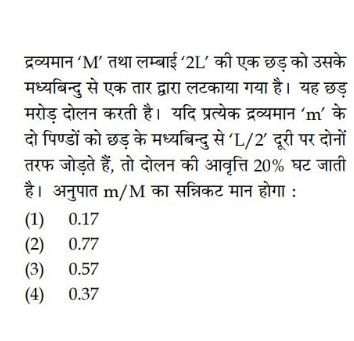 द्रव्यमान ‘M’ तथा लम्बाई ‘2L’ की एक छड़ को उसके
मध्यबिन्दु से एक तार द्वारा लटकाया गया है। यह छड़
मरोड़ दोलन करती है। यदि प्रत्येक द्रव्यमान ‘m’ के
दो पिण्डों को छड़ के मध्यबिन्दु से ‘L/2’ दूरी पर दोनों
तरफ जोड़ते हैं, तो दोलन की आवृत्ति 20% घट जाती
है। अनुपात m/M का सन्निकट मान होगा :
(1) 0.17
(2) 0.77
(3) 0.57
(4) 0.37